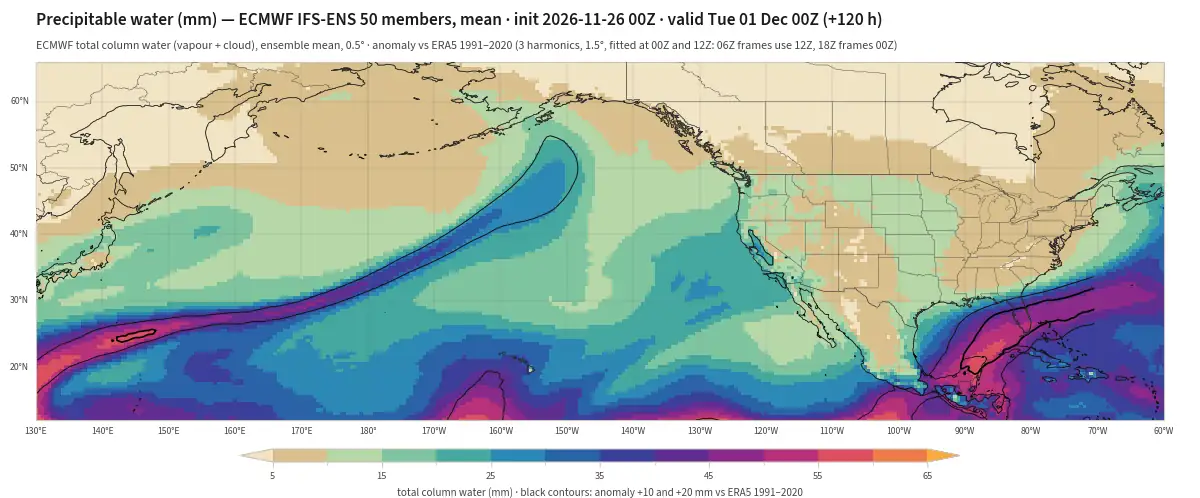 Precipitable water (mm) — ECMWF IFS-ENS 50 members, mean · init 2026-11-26 00Z · valid Tue 01 Dec 00Z (+120 h)
ECMWF total column water (vapour + cloud), ensemble mean, 0.5° · anomaly vs ERA5 1991–2020 (3 harmonics, 1.5°, fitted at 00Z and 12Z: 06Z frames use 12Z, 18Z frames 00Z)
60°N
50°N
40°N
30°N
20°N
130°E 140°E 150°E 160°E 170°E 180° 170°W 160°W 150°W 140°W 130°W 120°W 110°W 100°W 90°W 80°W 70°W 60°W
5 15 25 35 45 55 65
total column water (mm) · black contours: anomaly +10 and +20 mm vs ERA5 1991–2020